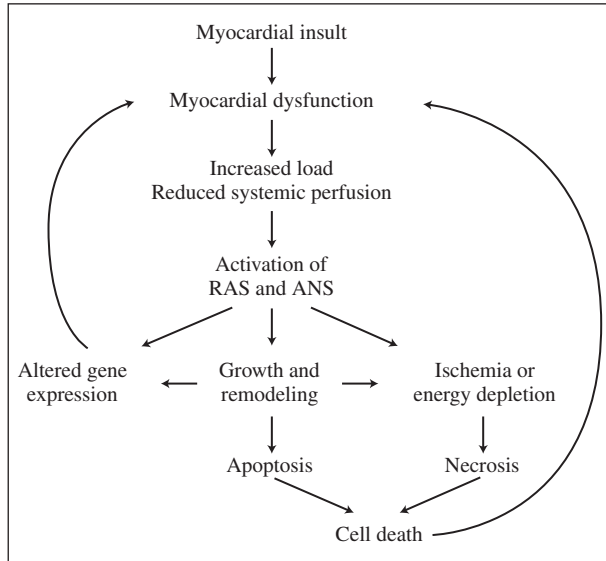 Myocardial insult
Myocardial dysfunction
Increased load
Reduced systemic perfusion
Activation of
RAS and ANS
Altered gene
expression
Growth and
remodeling
Ischemia or
energy depletion
Apoptosis
Necrosis
Cell death